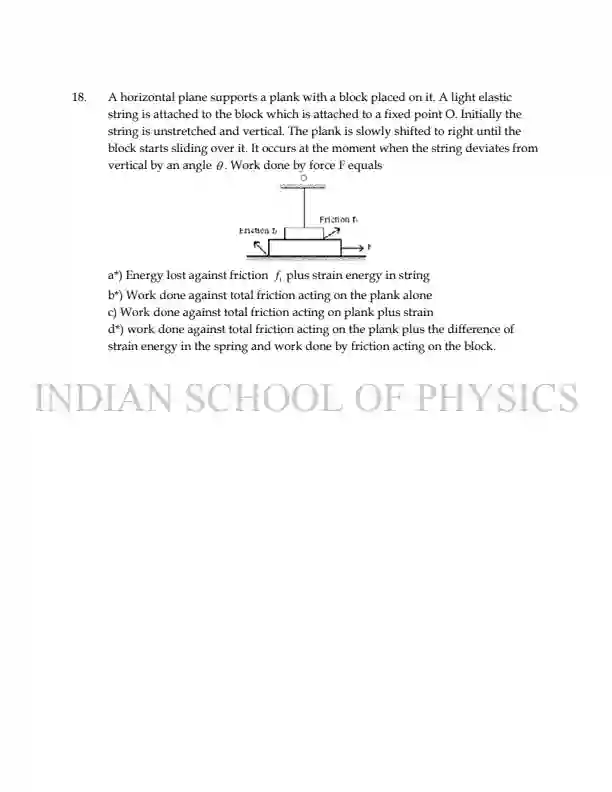 18. A horizontal plane supports a plank with a block placed on it. A light elastic
string is attached to the block which is attached to a fixed point O. Initially the
string is unstretched and vertical. The plank is slowly shifted to right until the
block starts sliding over it. It occurs at the moment when the string deviates from
vertical by an angle θ. Work done by force F equals
O
Friction f₁
Friction f₂
F
a*) Energy lost against friction f₁ plus strain energy in string
b*) Work done against total friction acting on the plank alone
c) Work done against total friction acting on plank plus strain
d*) work done against total friction acting on the plank plus the difference of
strain energy in the spring and work done by friction acting on the block.
INDIAN SCHOOL OF PHYSICS